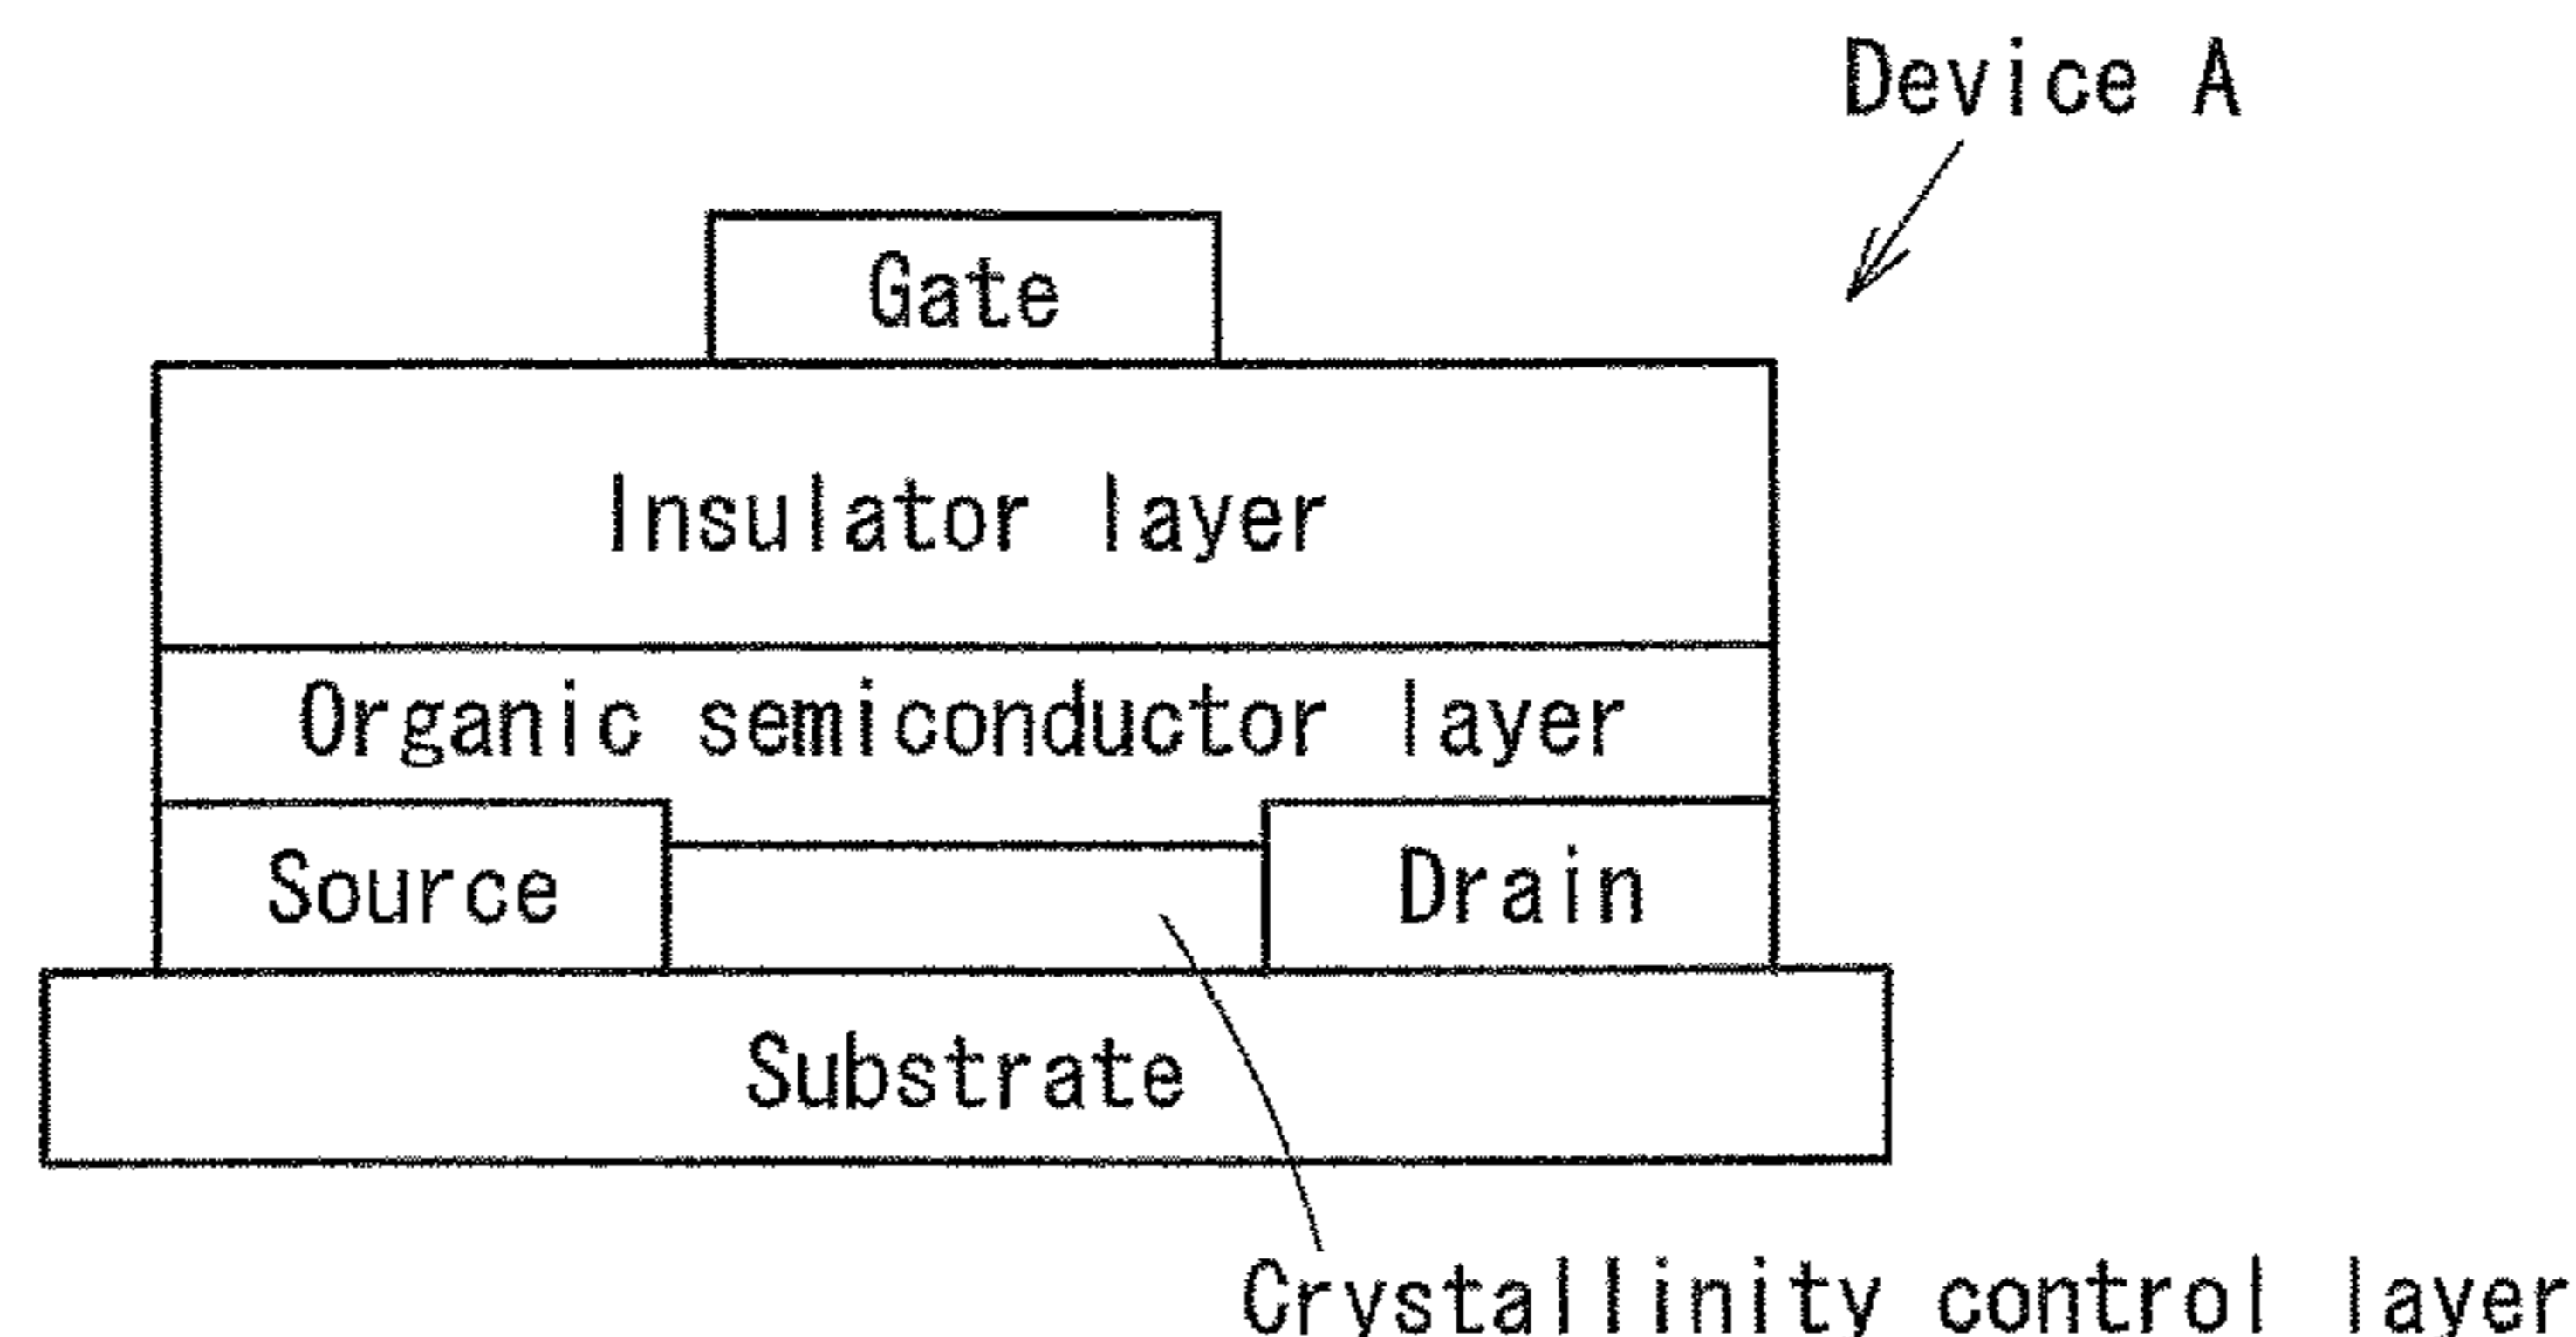 Device A
Gate
Insulator layer
Organic semiconductor layer
Source
Drain
Substrate
Crystallinity control layer